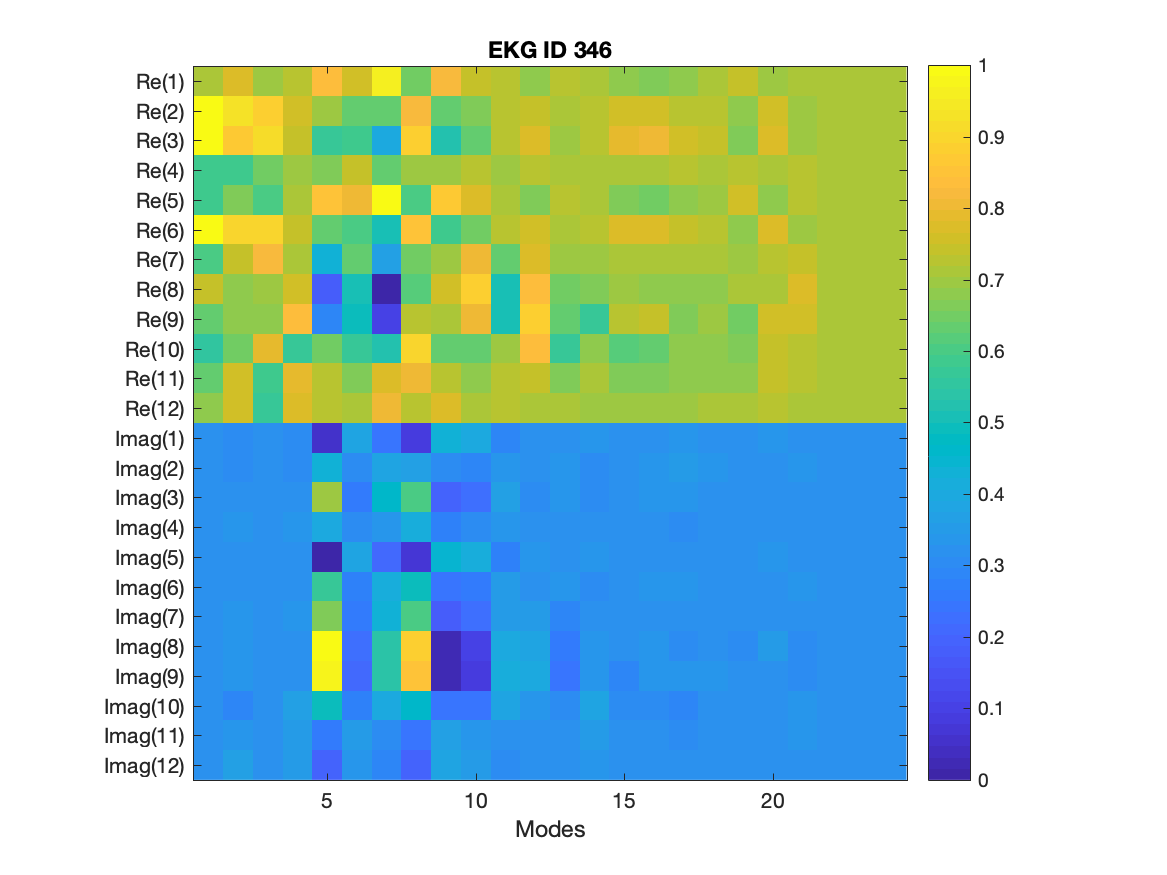 EKG ID 346
Re(1)
Re(2)
Re(3)
Re(4)
Re(5)
Re(6)
Re(7)
Re(8)
Re(9)
Re(10)
Re(11)
Re(12)
Imag(1)
Imag(2)
Imag(3)
Imag(4)
Imag(5)
Imag(6)
Imag(7)
Imag(8)
Imag(9)
Imag(10)
Imag(11)
Imag(12)
5 10 15 20
Modes
1
0.9
0.8
0.7
0.6
0.5
0.4
0.3
0.2
0.1
0